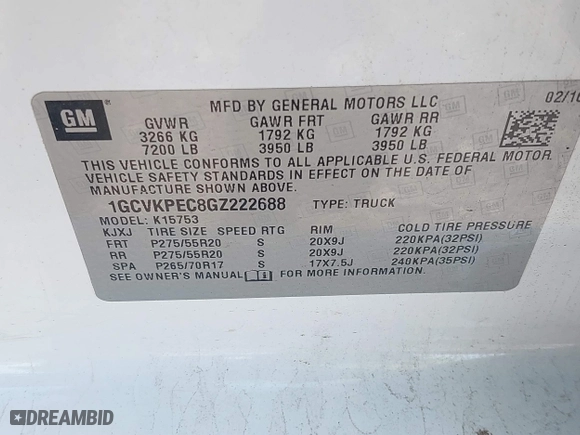 GM
MFD BY GENERAL MOTORS LLC 02/16
GVWR GAWR FRT GAWR RR
3266 KG 1792 KG 1792 KG
7200 LB 3950 LB 3950 LB
THIS VEHICLE CONFORMS TO ALL APPLICABLE U.S. FEDERAL MOTOR
VEHICLE SAFETY STANDARDS IN EFFECT ON THE DATE OF
MANUFACTURE SHOWN ABOVE.
1GCVKPEC8GZ222688 TYPE: TRUCK
MODEL: K15753
KJXJ TIRE SIZE SPEED RTG RIM COLD TIRE PRESSURE
FRT P275/55R20 S 20X9J 220KPA(32PSI)
RR P275/55R20 S 20X9J 220KPA(32PSI)
SPA P265/70R17 S 17X7.5J 240KPA(35PSI)
SEE OWNER'S MANUAL FOR MORE INFORMATION.
DREAMBID